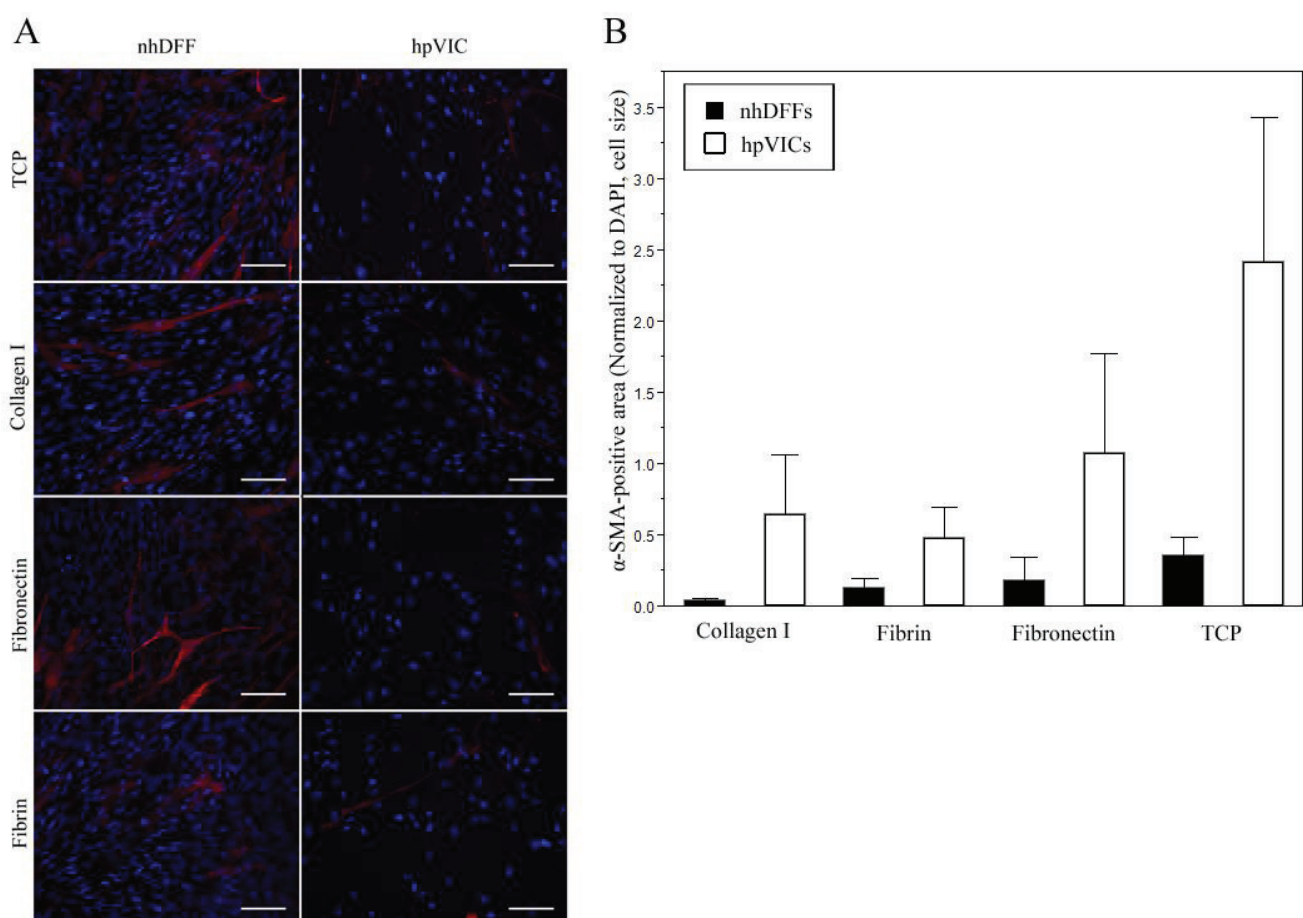 A
nhDFF
hpVIC
TCP
Collagen I
Fibronectin
Fibrin
B
α-SMA-positive area (Normalized to DAPI, cell size)
3.5
3.0
2.5
2.0
1.5
1.0
0.5
0.0
nhDFFs
hpVICs
Collagen I
Fibrin
Fibronectin
TCP